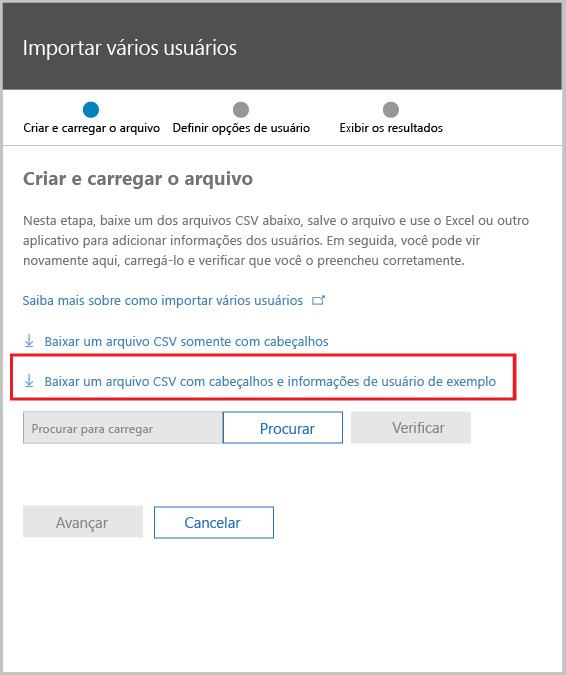 Importar vários usuários
Criar e carregar o arquivo
Definir opções de usuário
Exibir os resultados
Criar e carregar o arquivo
Nesta etapa, baixe um dos arquivos CSV abaixo, salve o arquivo e use o Excel ou outro
aplicativo para adicionar informações dos usuários. Em seguida, você pode vir
novamente aqui, carregá-lo e verificar que você o preencheu corretamente.
Saiba mais sobre como importar vários usuários
Baixar um arquivo CSV somente com cabeçalhos
Baixar um arquivo CSV com cabeçalhos e informações de usuário de exemplo
Procurar para carregar
Procurar
Verificar
Avançar
Cancelar